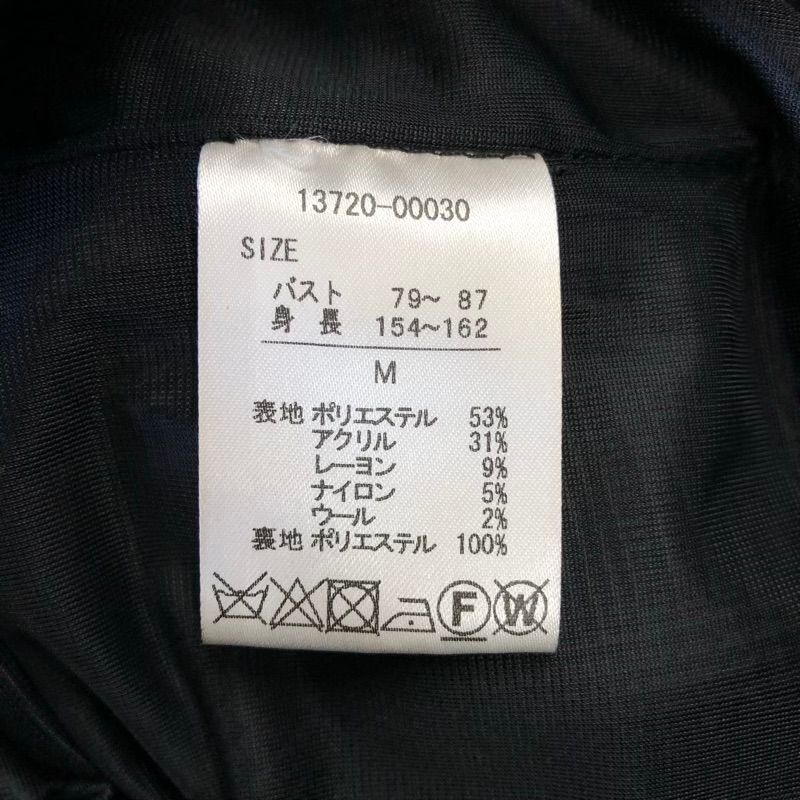 13720-00030
SIZE
バスト 79～ 87
身 長 154～162
M
表地 ポリエステル 53%
アクリル 31%
レーヨン 9%
ナイロン 5%
ウール 2%
裏地 ポリエステル 100%
F W